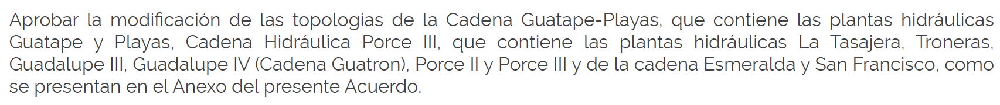 Aprobar la modificación de las topologías de la Cadena Guatape-Playas, que contiene las plantas hidráulicas
Guatape y Playas, Cadena Hidráulica Porce III, que contiene las plantas hidráulicas La Tasajera, Troneras,
Guadalupe III, Guadalupe IV (Cadena Guatron), Porce II y Porce III y de la cadena Esmeralda y San Francisco, como
se presentan en el Anexo del presente Acuerdo.